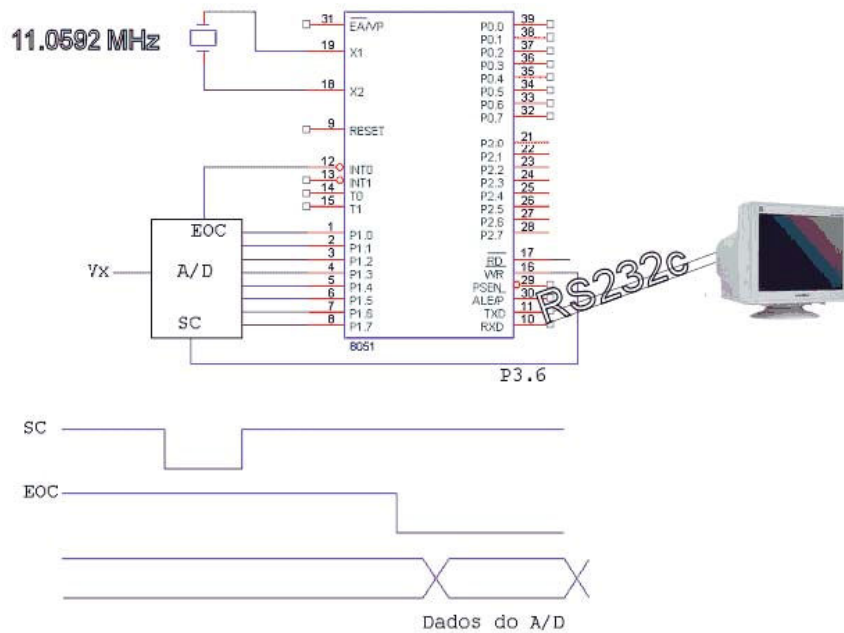 11.0592 MHz
31 EA/VP
19 X1
18 X2
9 RESET
12 INT0
13 INT1
14 T0
15 T1
1 P1.0
2 P1.1
3 P1.2
4 P1.3
5 P1.4
6 P1.5
7 P1.6
8 P1.7
8051
P0.0 39
P0.1 38
P0.2 37
P0.3 36
P0.4 35
P0.5 34
P0.6 33
P0.7 32
P2.0 21
P2.1 22
P2.2 23
P2.3 24
P2.4 25
P2.5 26
P2.6 27
P2.7 28
RD 17
WR 16
PSEN 29
ALE/P 30
TXD 11
RXD 10
EOC
Vx
A/D
SC
RS232c
P3.6
SC
EOC
Dados do A/D